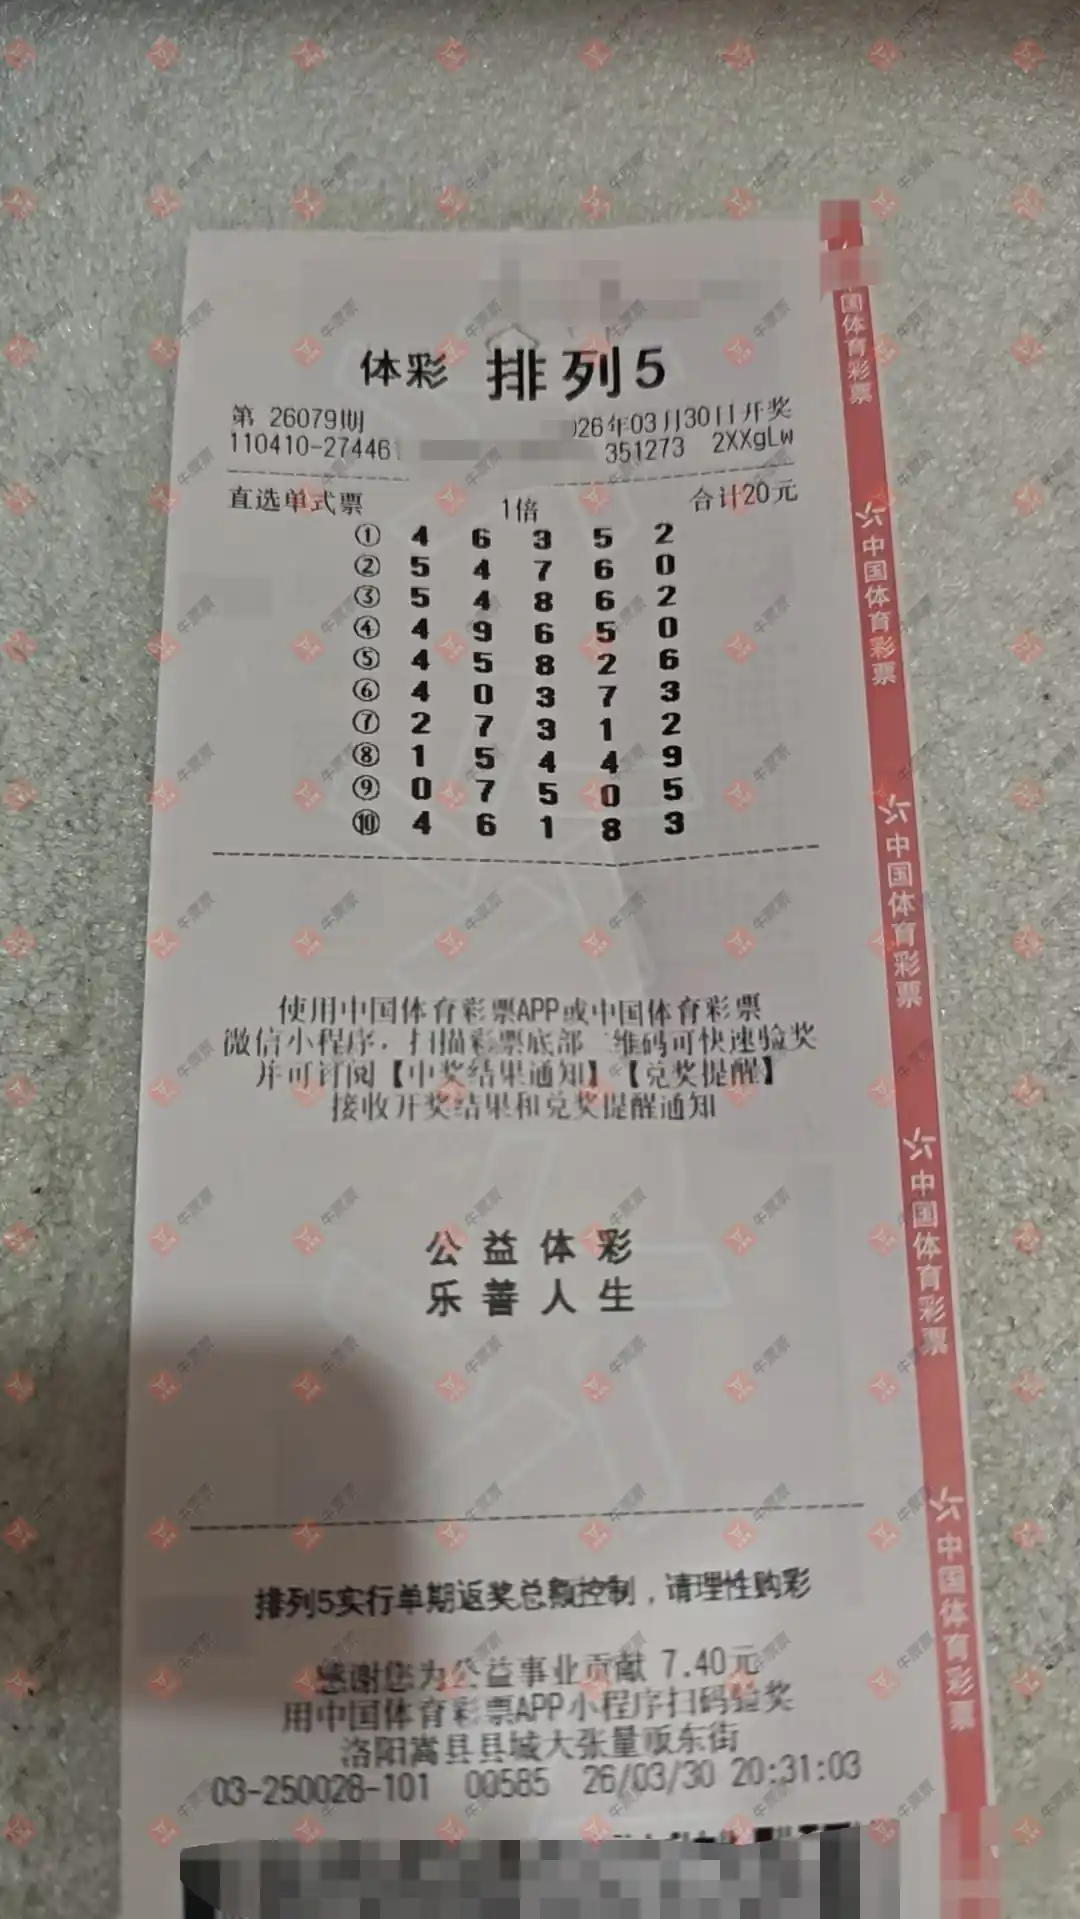 体彩 排列5
第 26079期 026年03月30日开奖
110410-27446 351273 2XXgLw
直选单式票 1倍 合计20元
① 4 6 3 5 2
② 5 4 7 6 0
③ 5 4 8 6 2
④ 4 9 6 5 0
⑤ 4 5 8 2 6
⑥ 4 0 3 7 3
⑦ 2 7 3 1 2
⑧ 1 5 4 4 9
⑨ 0 7 5 0 5
⑩ 4 6 1 8 3
使用中国体育彩票APP或中国体育彩票
微信小程序，扫描彩票底部二维码可快速验奖
并可订阅【中奖结果通知】【兑奖提醒】
接收开奖结果和兑奖提醒通知
公益体彩
乐善人生
排列5实行单期返奖总额控制，请理性购彩
感谢您为公益事业贡献 7.40元
用中国体育彩票APP小程序扫码验奖
洛阳嵩县县城大张量贩东街
03-250028-101 00585 26/03/30 20:31:03
国体育彩票
中国体育彩票
中国体育彩票
中国体育彩票
中国体育彩票
牛票票